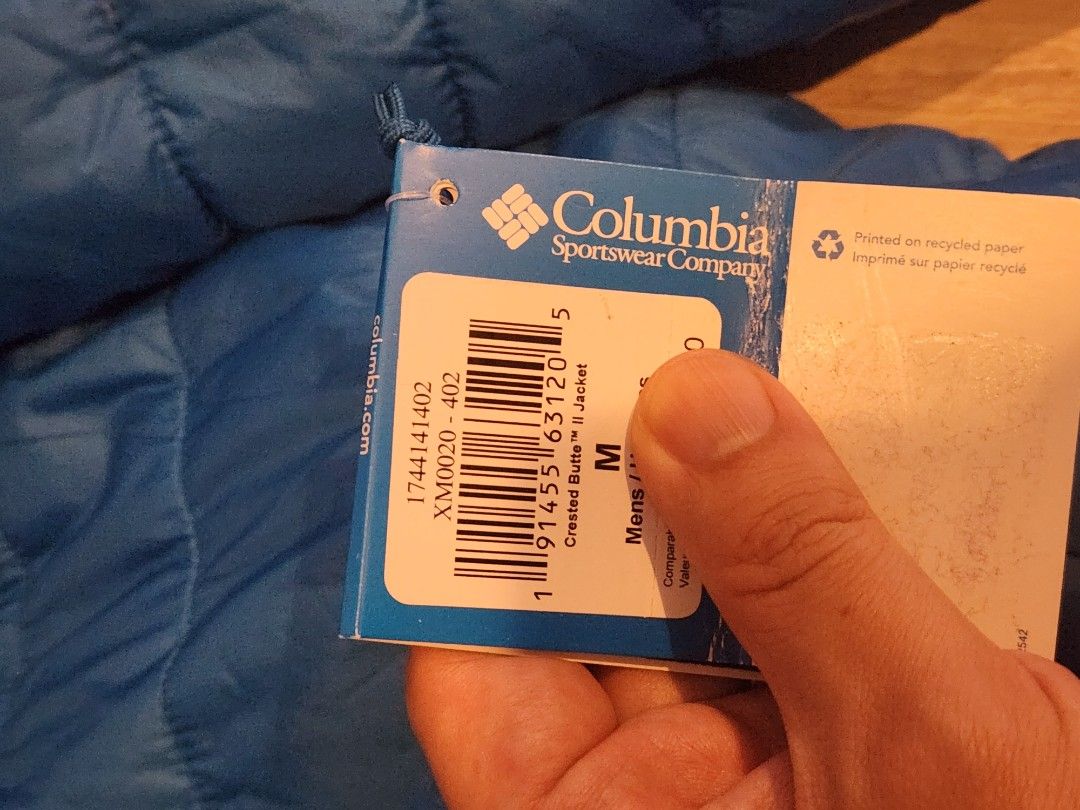 Columbia
Sportswear Company
Printed on recycled paper
Imprimé sur papier recyclé
columbia.com
1744141402
XM0020 - 402
1 91455 63120 5
Crested Butte™ II Jacket
M
Mens /